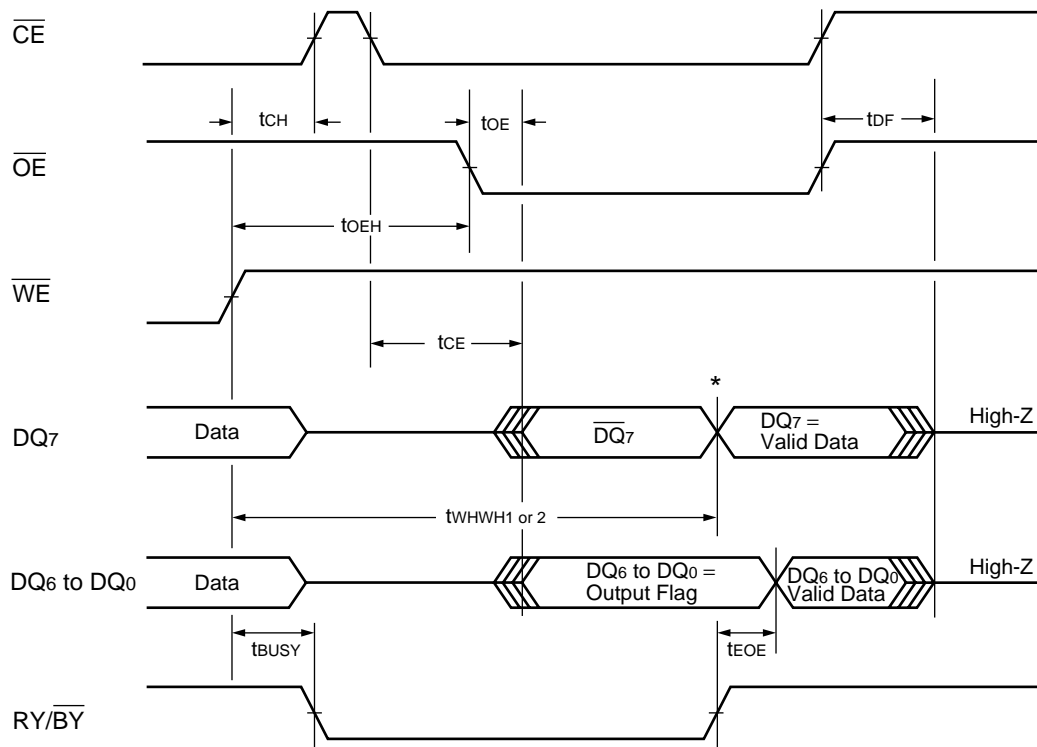 CE
tCH
tOE
tDF
OE
tOEH
WE
tCE
*
DQ7
Data
DQ7
DQ7 =
Valid Data
High-Z
tWHWH1 or 2
DQ6 to DQ0
Data
DQ6 to DQ0 =
Output Flag
DQ6 to DQ0
Valid Data
High-Z
tBUSY
tEOE
RY/BY